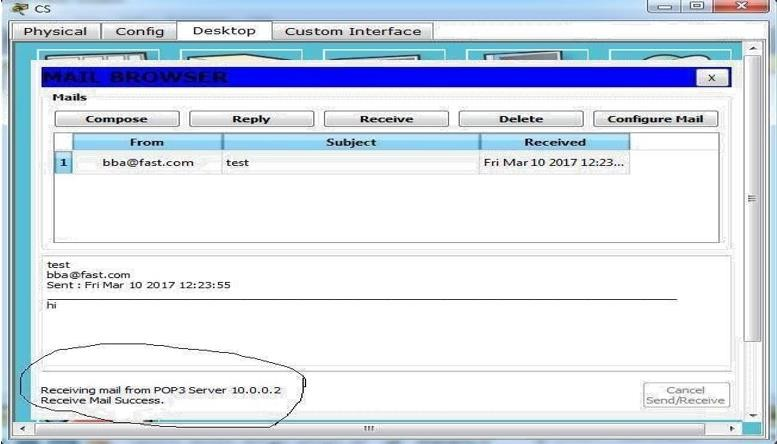 CS
Physical Config Desktop Custom Interface
MAIL BROWSER X
Mails
Compose Reply Receive Delete Configure Mail
From Subject Received
1 bba@fast.com test Fri Mar 10 2017 12:23...
test
bba@fast.com
Sent : Fri Mar 10 2017 12:23:55
hi
Receiving mail from POP3 Server 10.0.0.2
Receive Mail Success.
Cancel
Send/Receive